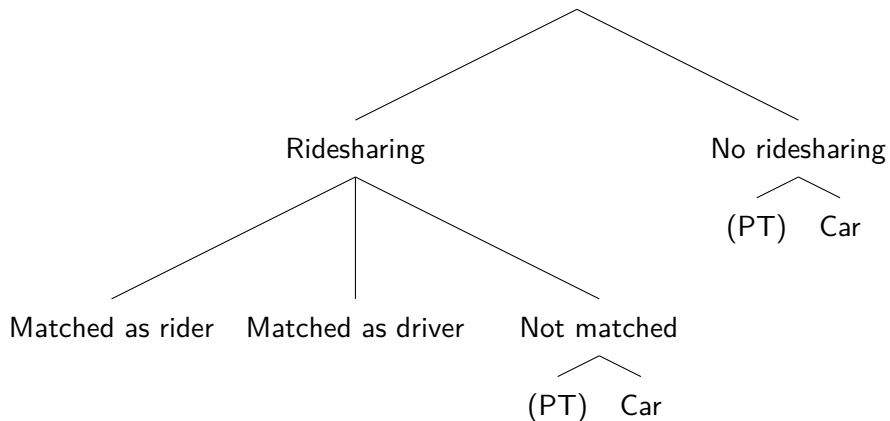 Ridesharing No ridesharing
(PT) Car
Matched as rider Matched as driver Not matched
(PT) Car